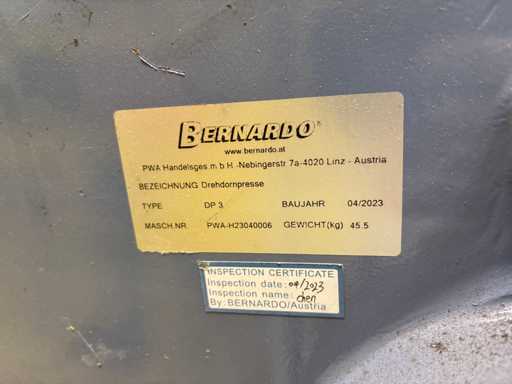 BERNARDO®
www.bernardo.at
PWA Handelsges.m.b.H.-Nebingerstr 7a-4020 Linz - Austria
BEZEICHNUNG Drehdornpresse
TYPE DP 3 BAUJAHR 04/2023
MASCH.NR. PWA-H23040006 GEWICHT(kg) 45.5
INSPECTION CERTIFICATE
Inspection date: 04/2023
Inspection name: chen
By: BERNARDO/Austria